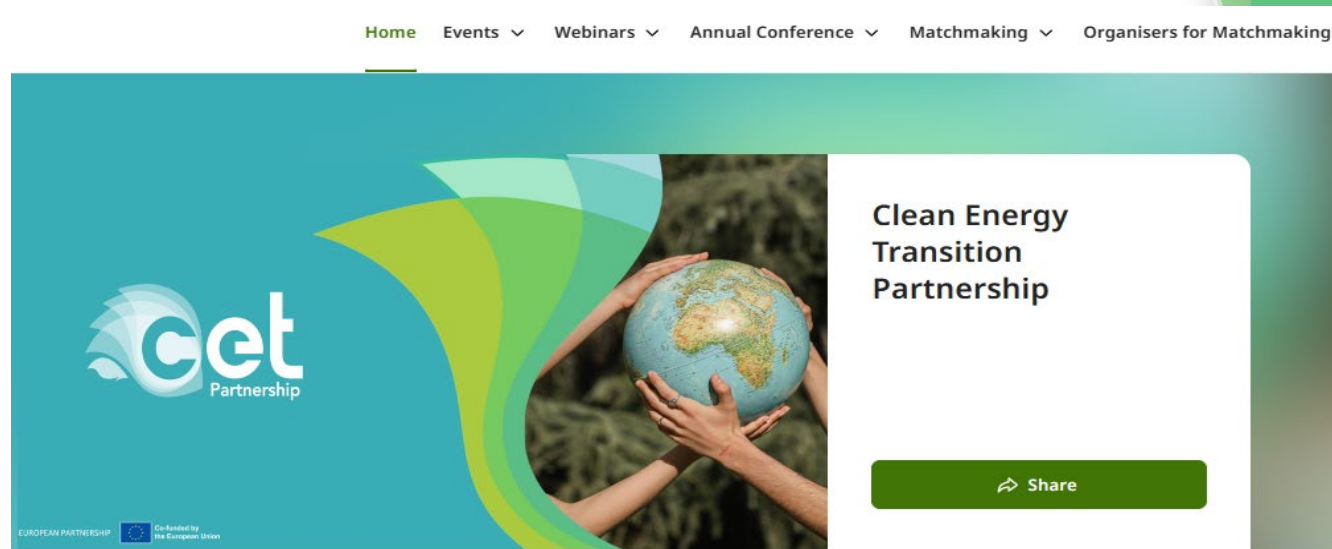 Home Events Webinars Annual Conference Matchmaking Organisers for Matchmaking
Clean Energy
Transition
Partnership
cet
Partnership
Share
EUROPEAN PARTNERSHIP
Co-funded by
the European Union